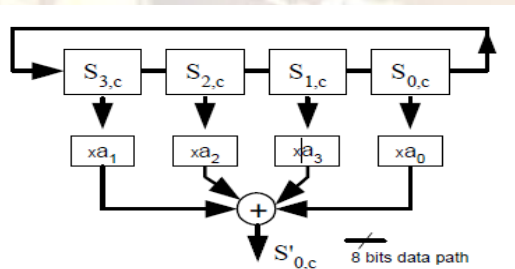 S3,c S2,c S1,c S0,c
xa1 xa2 xa3 xa0
+
S'0,c
8 bits data path